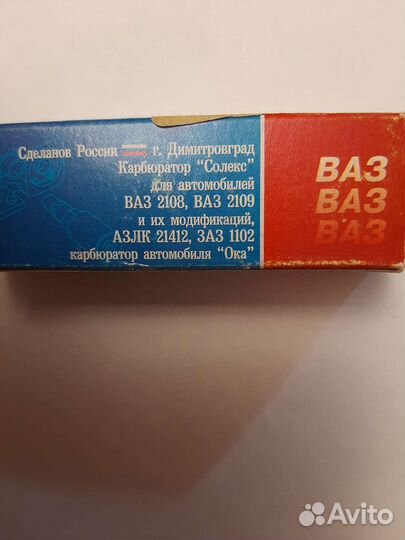 Сделанов России г. Димитровград
Карбюратор "Солекс"
для автомобилей
ВАЗ 2108, ВАЗ 2109
и их модификаций,
АЗЛК 21412, ЗАЗ 1102
карбюратор автомобиля "Ока"
ВАЗ
ВАЗ
ВАЗ
Avito